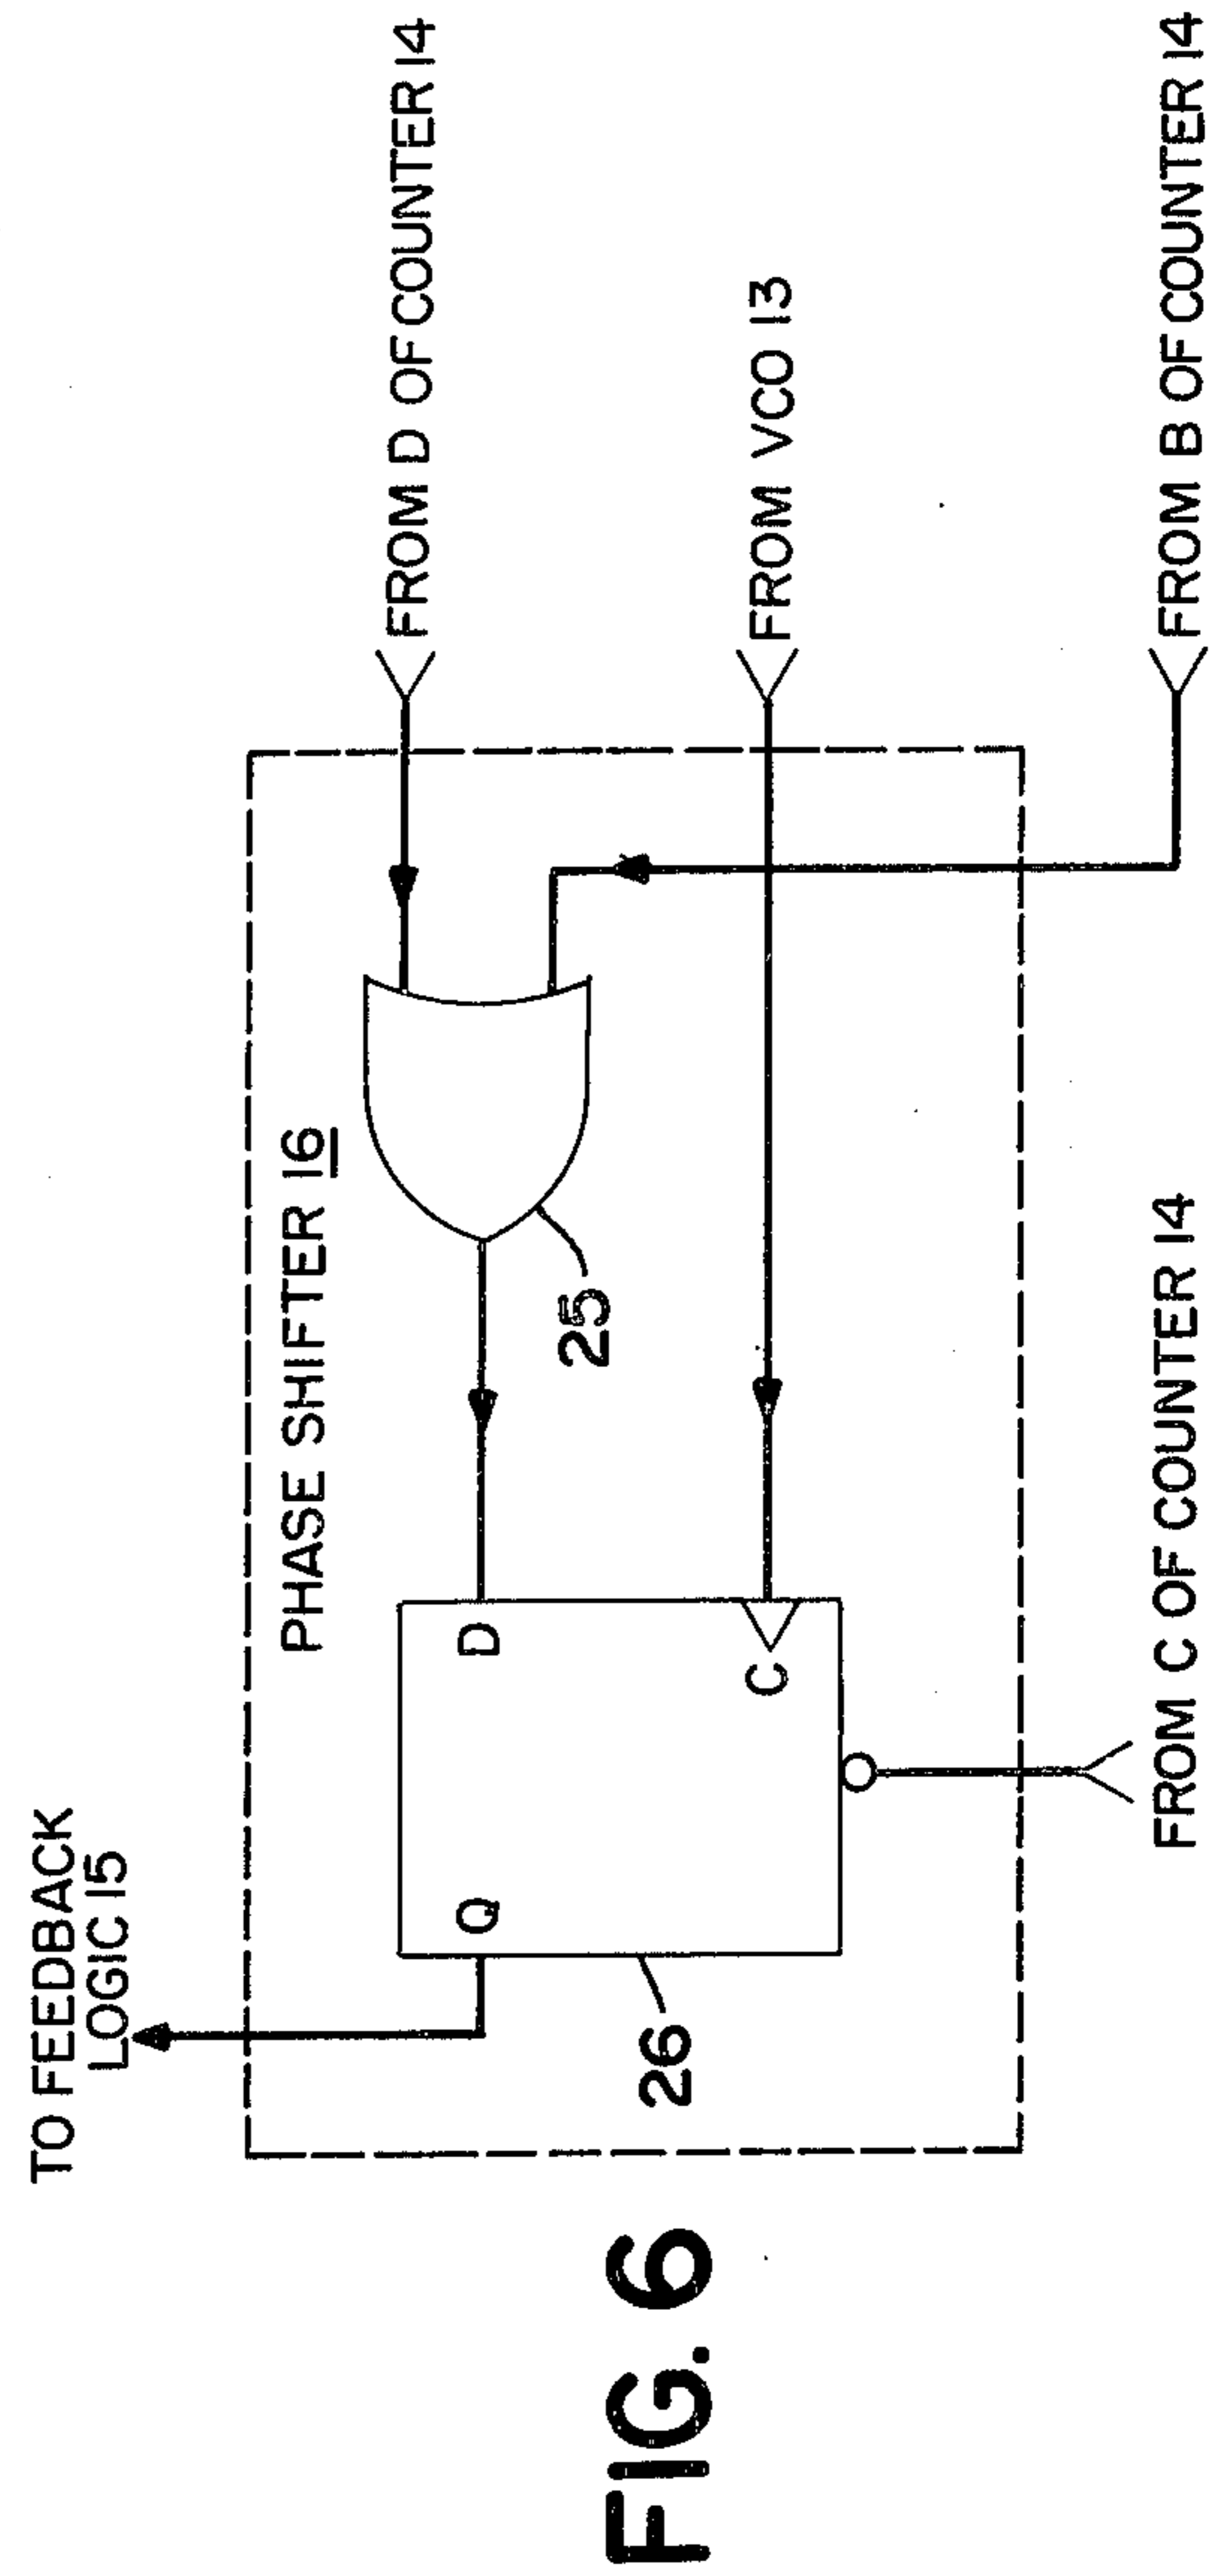 TO FEEDBACK
LOGIC 15
PHASE SHIFTER 16
FROM D OF COUNTER 14
Q
D
25
C
FROM VCO 13
26
FROM C OF COUNTER 14
FROM B OF COUNTER 14
FIG. 6